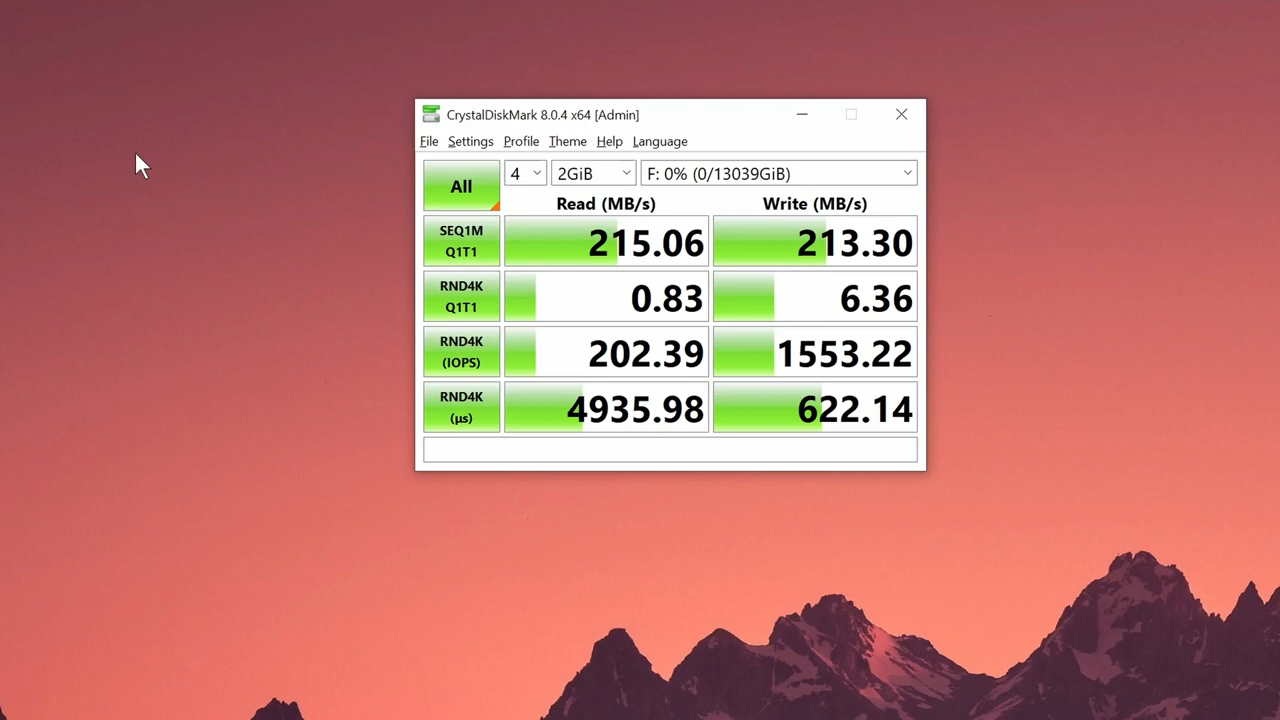 CrystalDiskMark 8.0.4 x64 [Admin]
File Settings Profile Theme Help Language
All
4 2GiB F: 0% (0/13039GiB)
Read (MB/s) Write (MB/s)
SEQ1M
Q1T1
215.06 213.30
RND4K
Q1T1
0.83 6.36
RND4K
(IOPS)
202.39 1553.22
RND4K
(μs)
4935.98 622.14